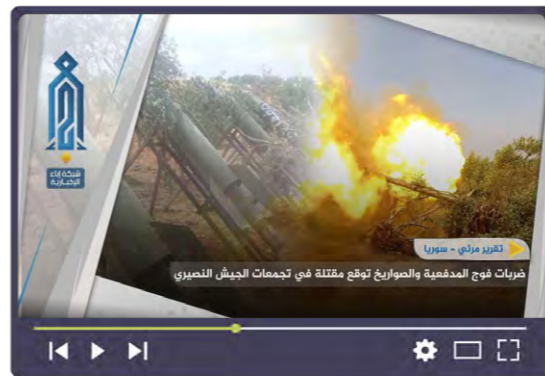 شبكة إباء
الإخبارية
تقرير مرئي - سوريا
ضربات فوج المدفعية والصواريخ توقع مقتلة في تجمعات الجيش النصيري